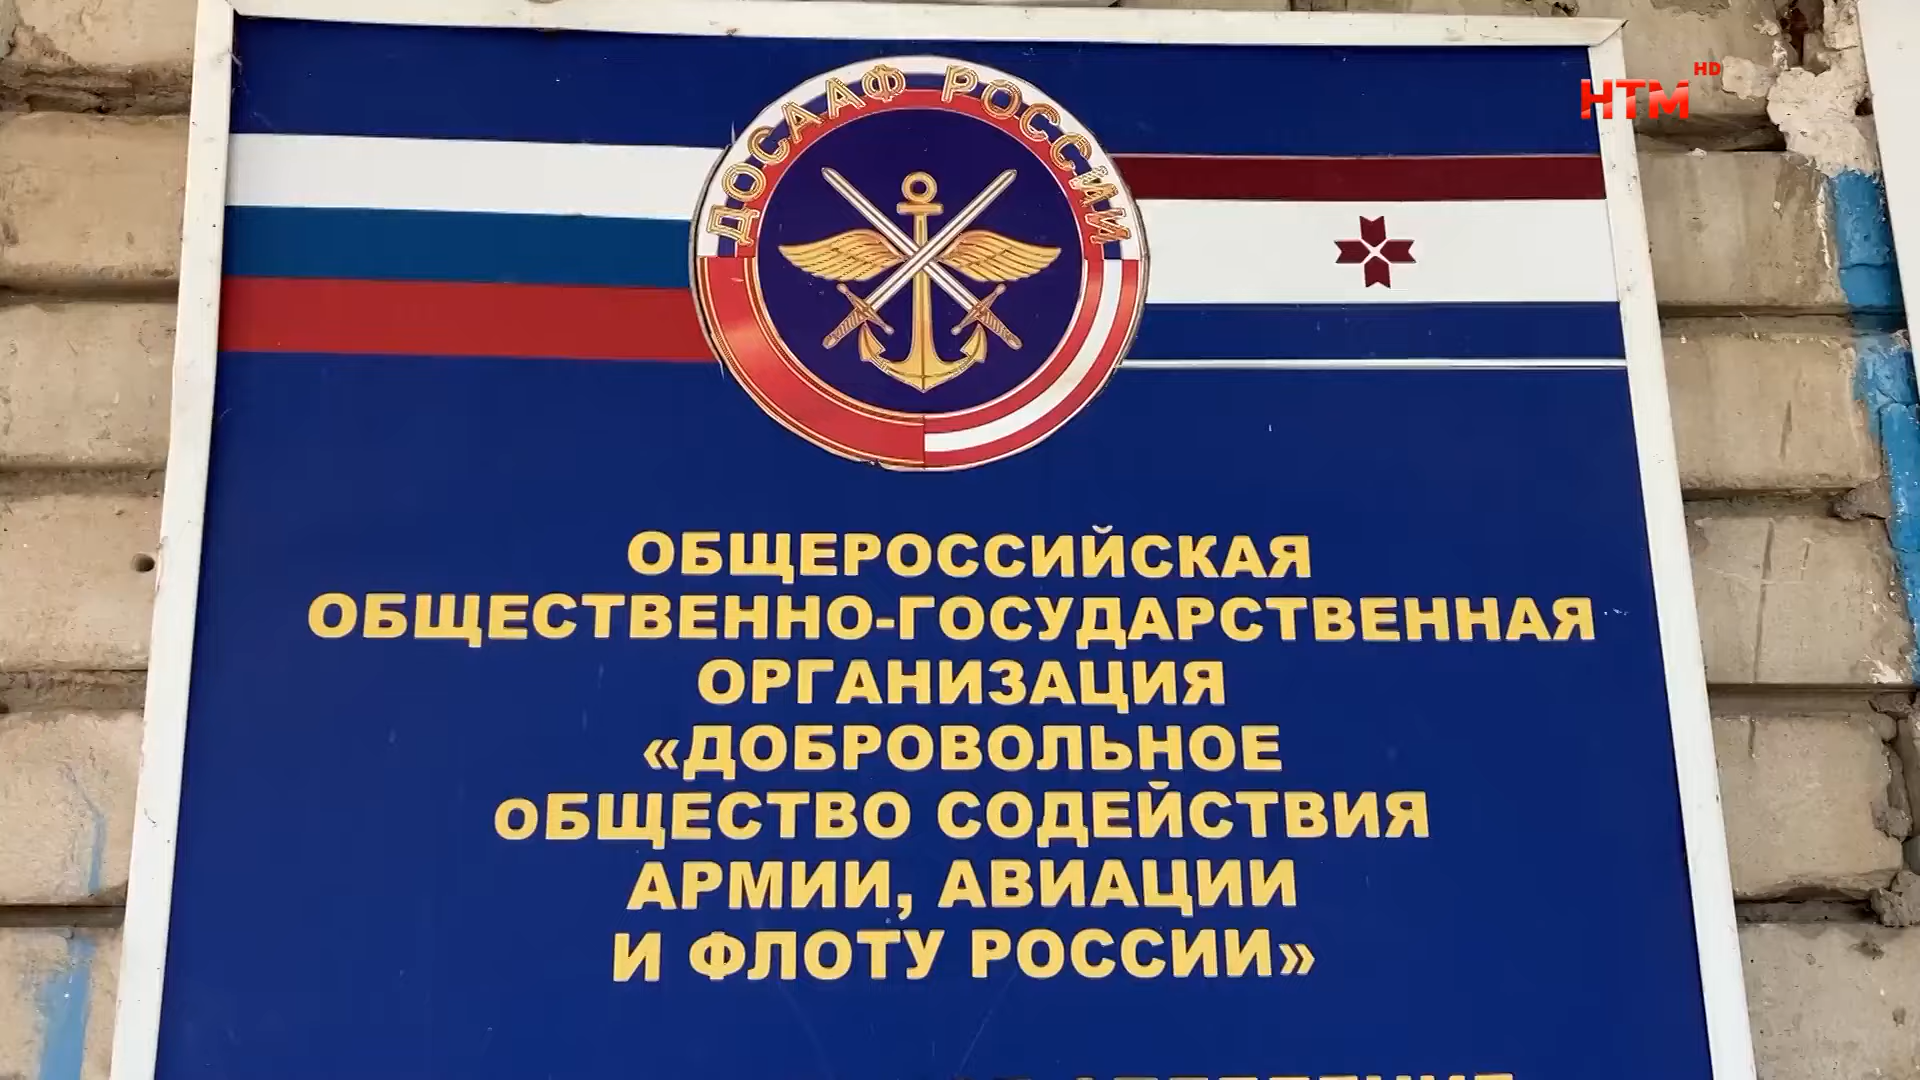 НТМ HD
ДОСААФ РОССИИ
ОБЩЕРОССИЙСКАЯ
ОБЩЕСТВЕННО-ГОСУДАРСТВЕННАЯ
ОРГАНИЗАЦИЯ
«ДОБРОВОЛЬНОЕ
ОБЩЕСТВО СОДЕЙСТВИЯ
АРМИИ, АВИАЦИИ
И ФЛОТУ РОССИИ»